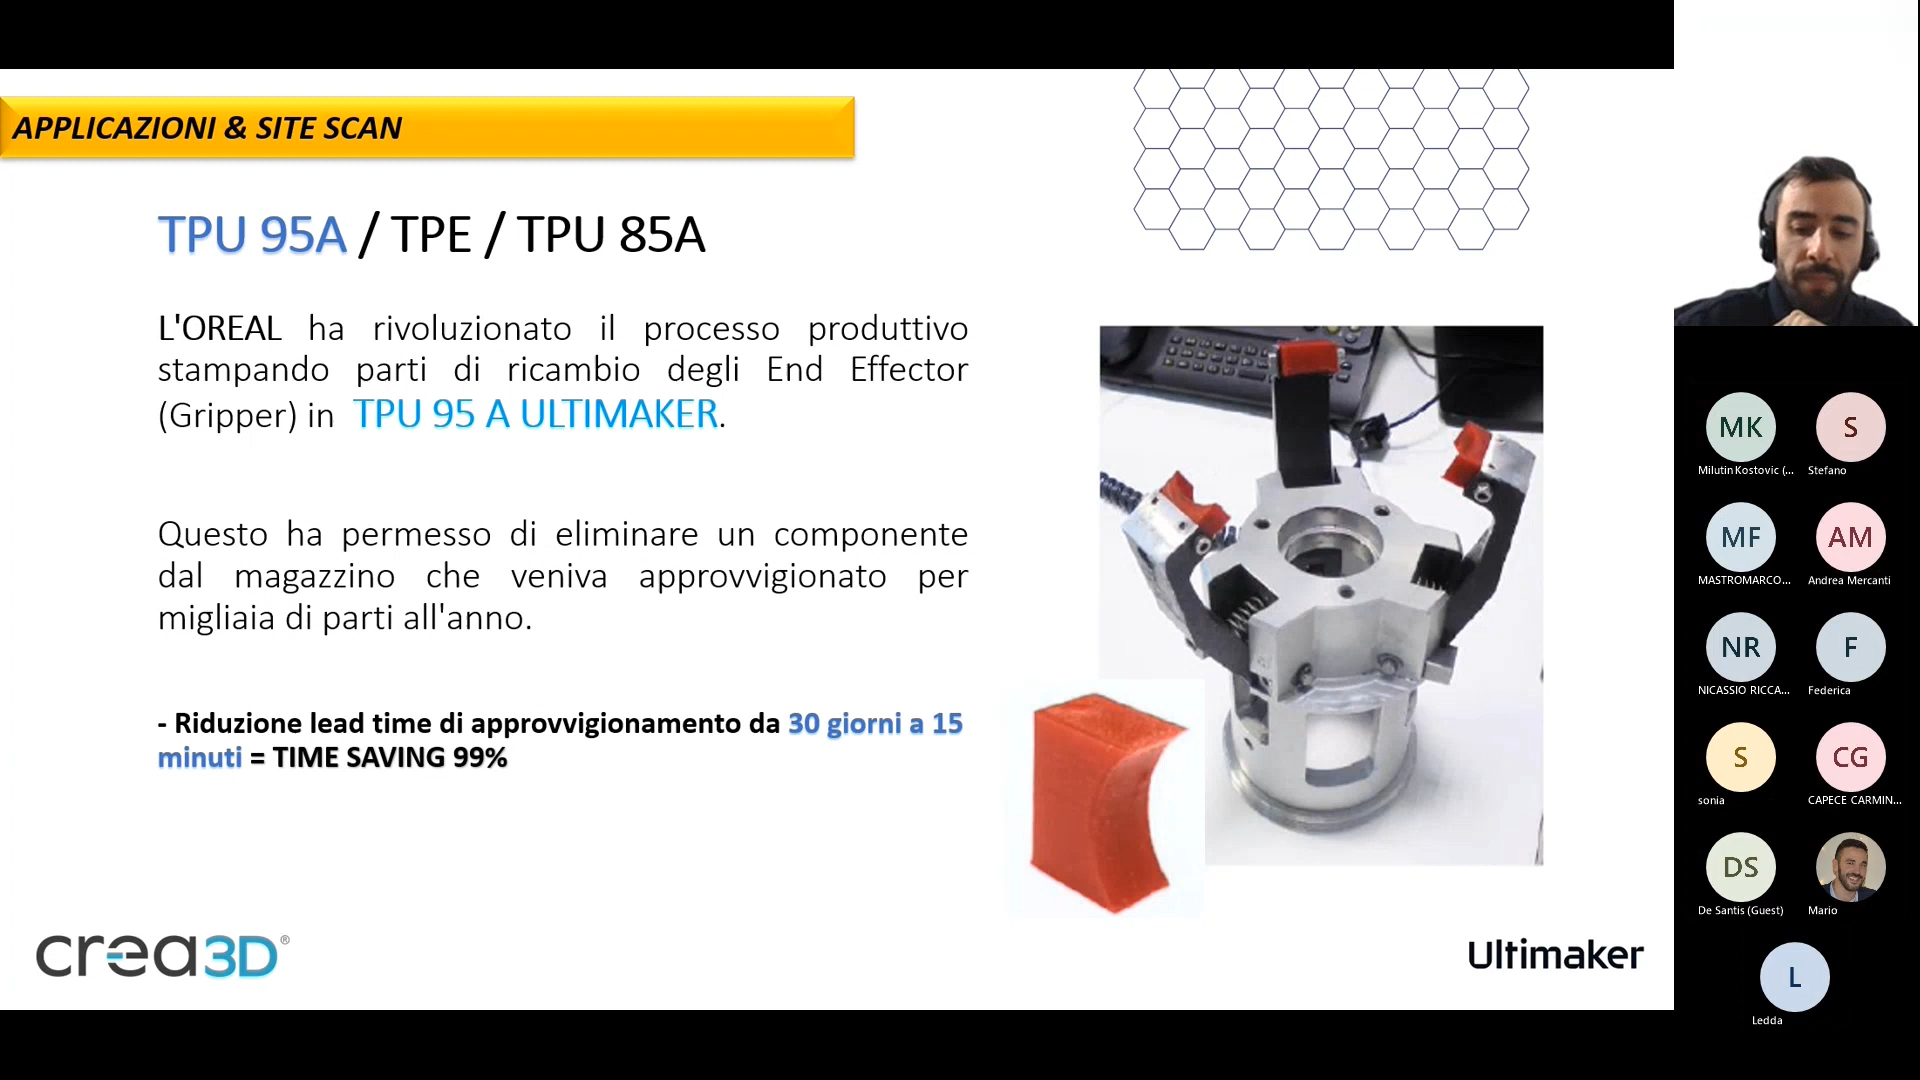 APPLICAZIONI & SITE SCAN
TPU 95A / TPE / TPU 85A
L'OREAL ha rivoluzionato il processo produttivo
stampando parti di ricambio degli End Effector
(Gripper) in TPU 95 A ULTIMAKER.
Questo ha permesso di eliminare un componente
dal magazzino che veniva approvvigionato per
migliaia di parti all'anno.
- Riduzione lead time di approvvigionamento da 30 giorni a 15
minuti = TIME SAVING 99%
crea3D®
Ultimaker
MK
Milutin Kostovic (...
S
Stefano
MF
MASTROMARCO...
AM
Andrea Mercanti
NR
NICASSIO RICCA...
F
Federica
S
sonia
CG
CAPECE CARMIN...
DS
De Santis (Guest)
Mario
L
Ledda